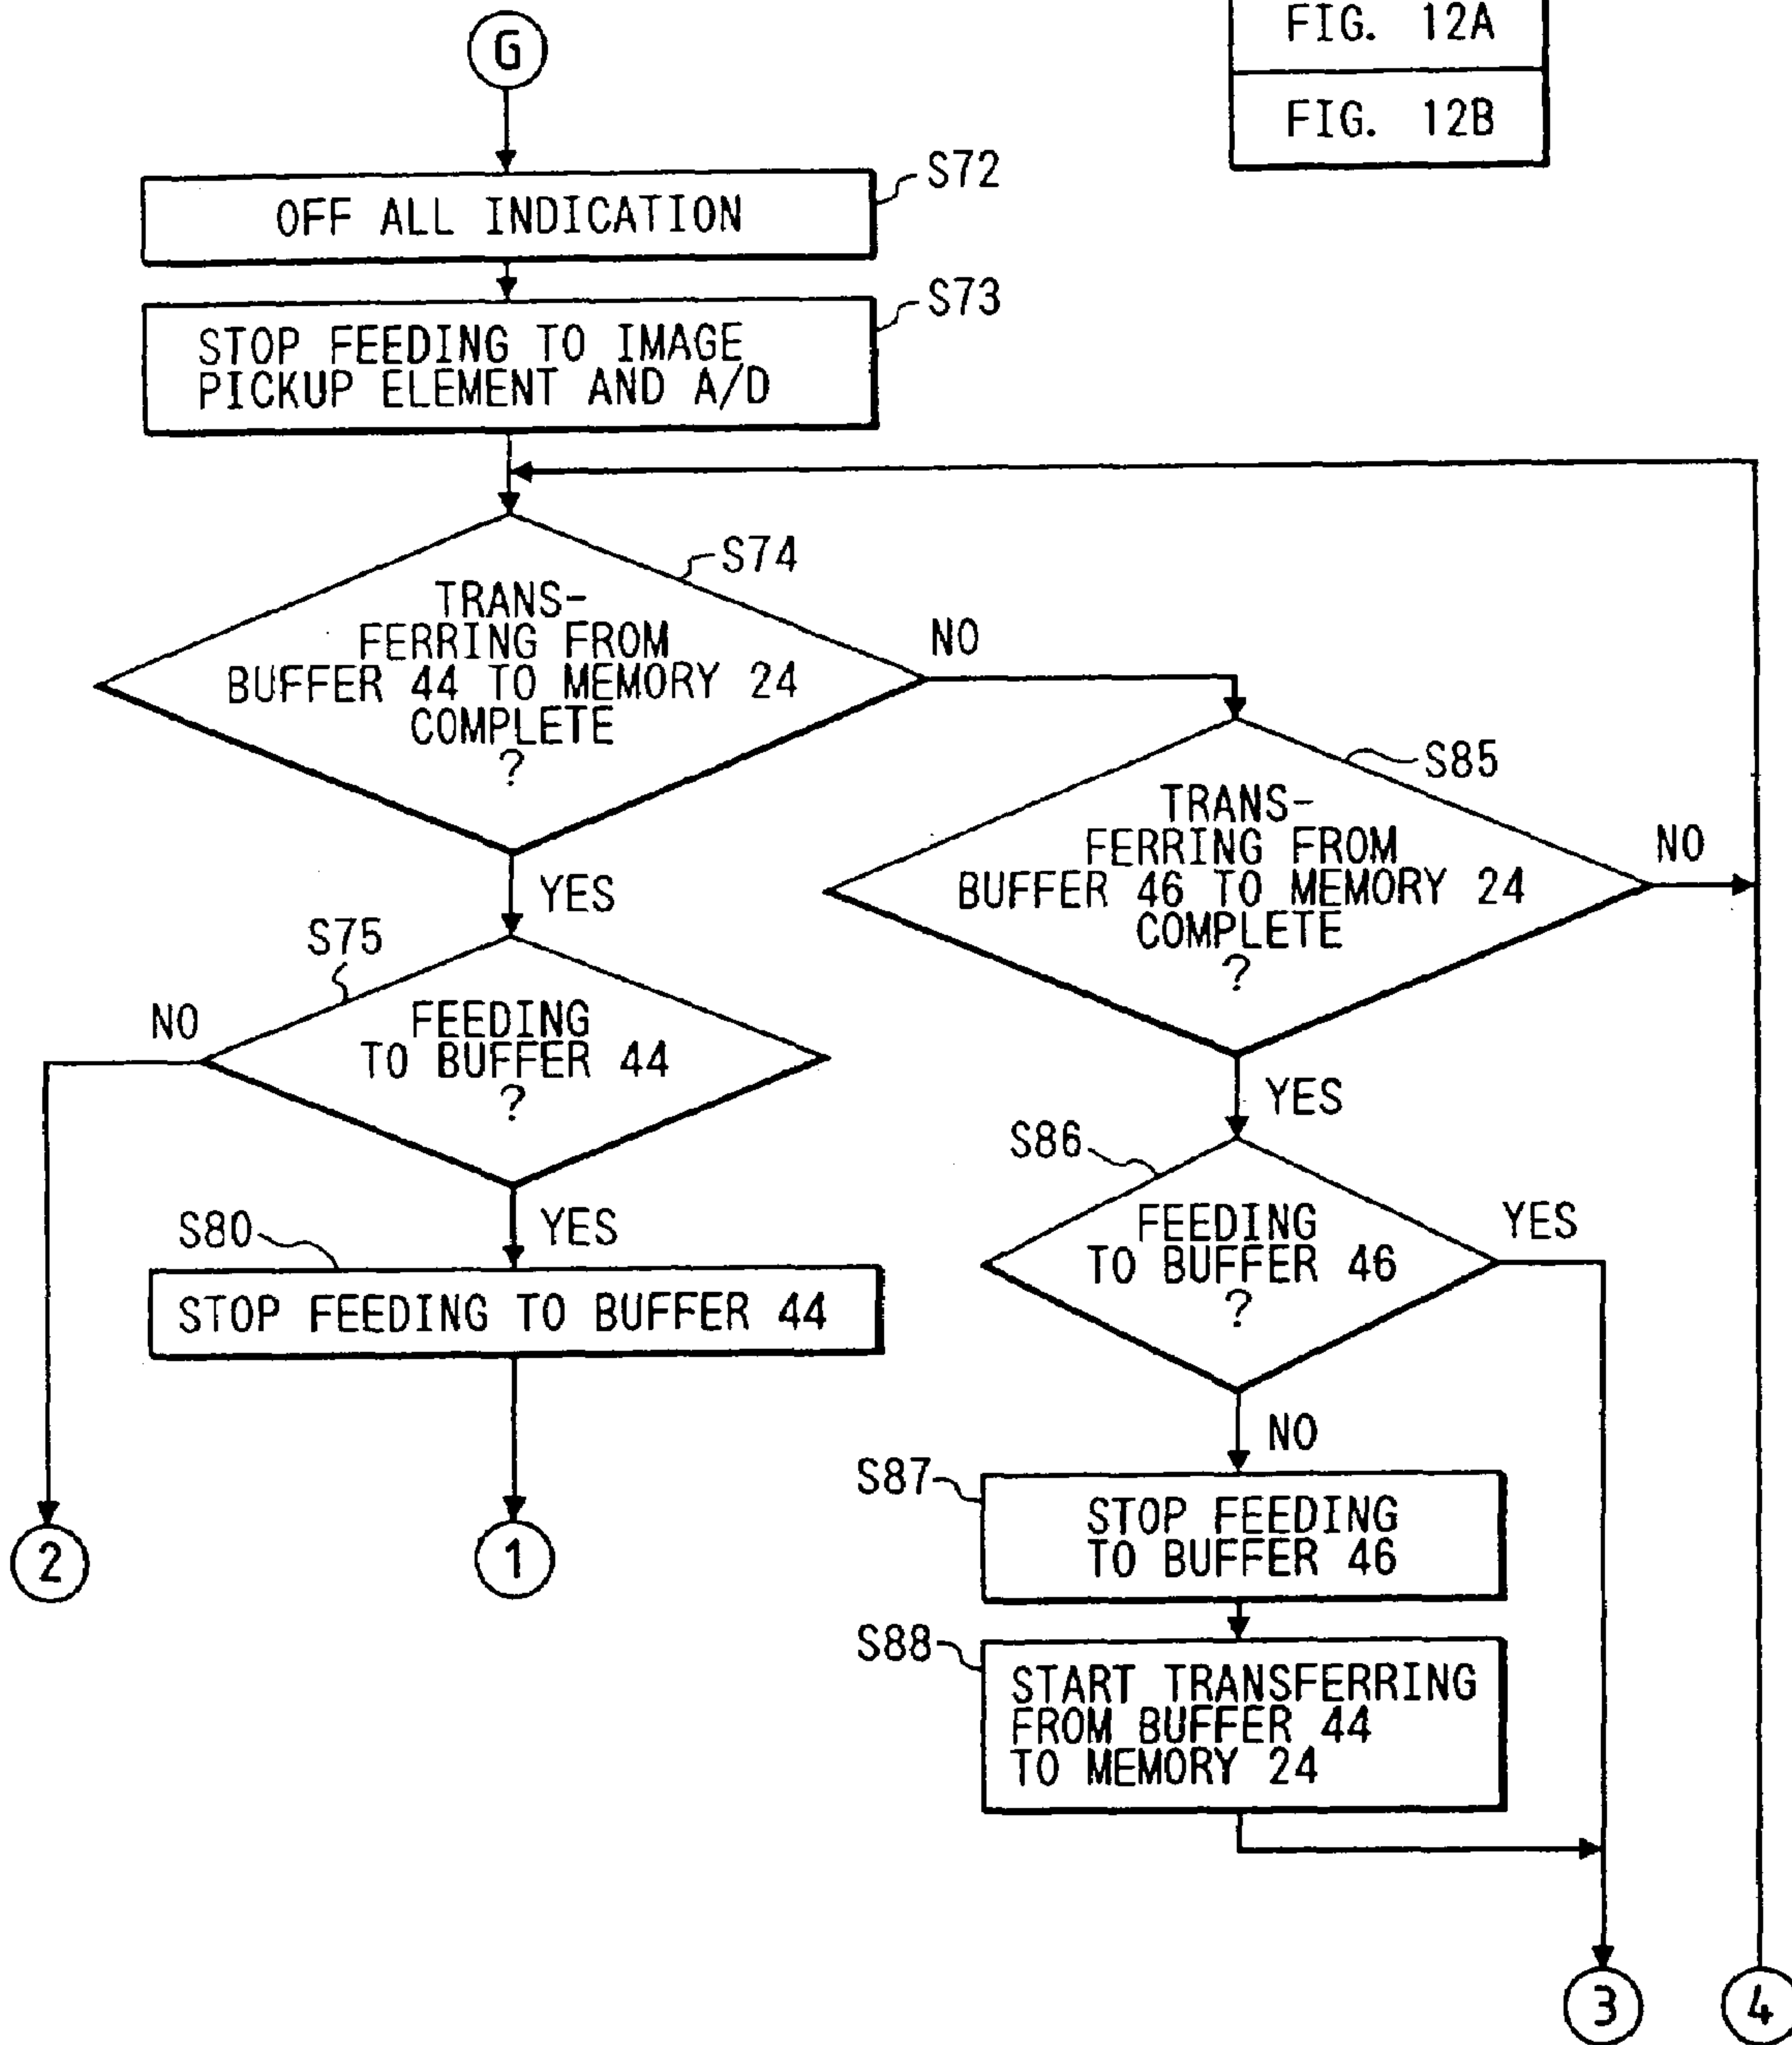 G
FIG. 12A
FIG. 12B
S72
OFF ALL INDICATION
S73
STOP FEEDING TO IMAGE
PICKUP ELEMENT AND A/D
S74
TRANS-
FERRING FROM
BUFFER 44 TO MEMORY 24
COMPLETE
?
NO
YES
S85
TRANS-
FERRING FROM
BUFFER 46 TO MEMORY 24
COMPLETE
?
NO
YES
S75
FEEDING
TO BUFFER 44
?
NO
YES
S80
STOP FEEDING TO BUFFER 44
S86
FEEDING
TO BUFFER 46
?
YES
NO
S87
STOP FEEDING
TO BUFFER 46
S88
START TRANSFERRING
FROM BUFFER 44
TO MEMORY 24
2
1
3
4